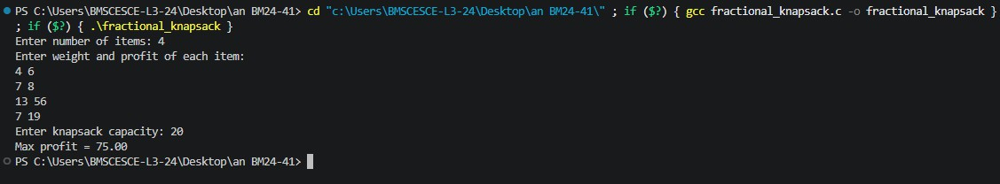 PS C:\Users\BMSCESCE-L3-24\Desktop\an BM24-41> cd "c:\Users\BMSCESCE-L3-24\Desktop\an BM24-41\" ; if ($?) { gcc fractional_knapsack.c -o fractional_knapsack }
; if ($?) { .\fractional_knapsack }
Enter number of items: 4
Enter weight and profit of each item:
4 6
7 8
13 56
7 19
Enter knapsack capacity: 20
Max profit = 75.00
PS C:\Users\BMSCESCE-L3-24\Desktop\an BM24-41>